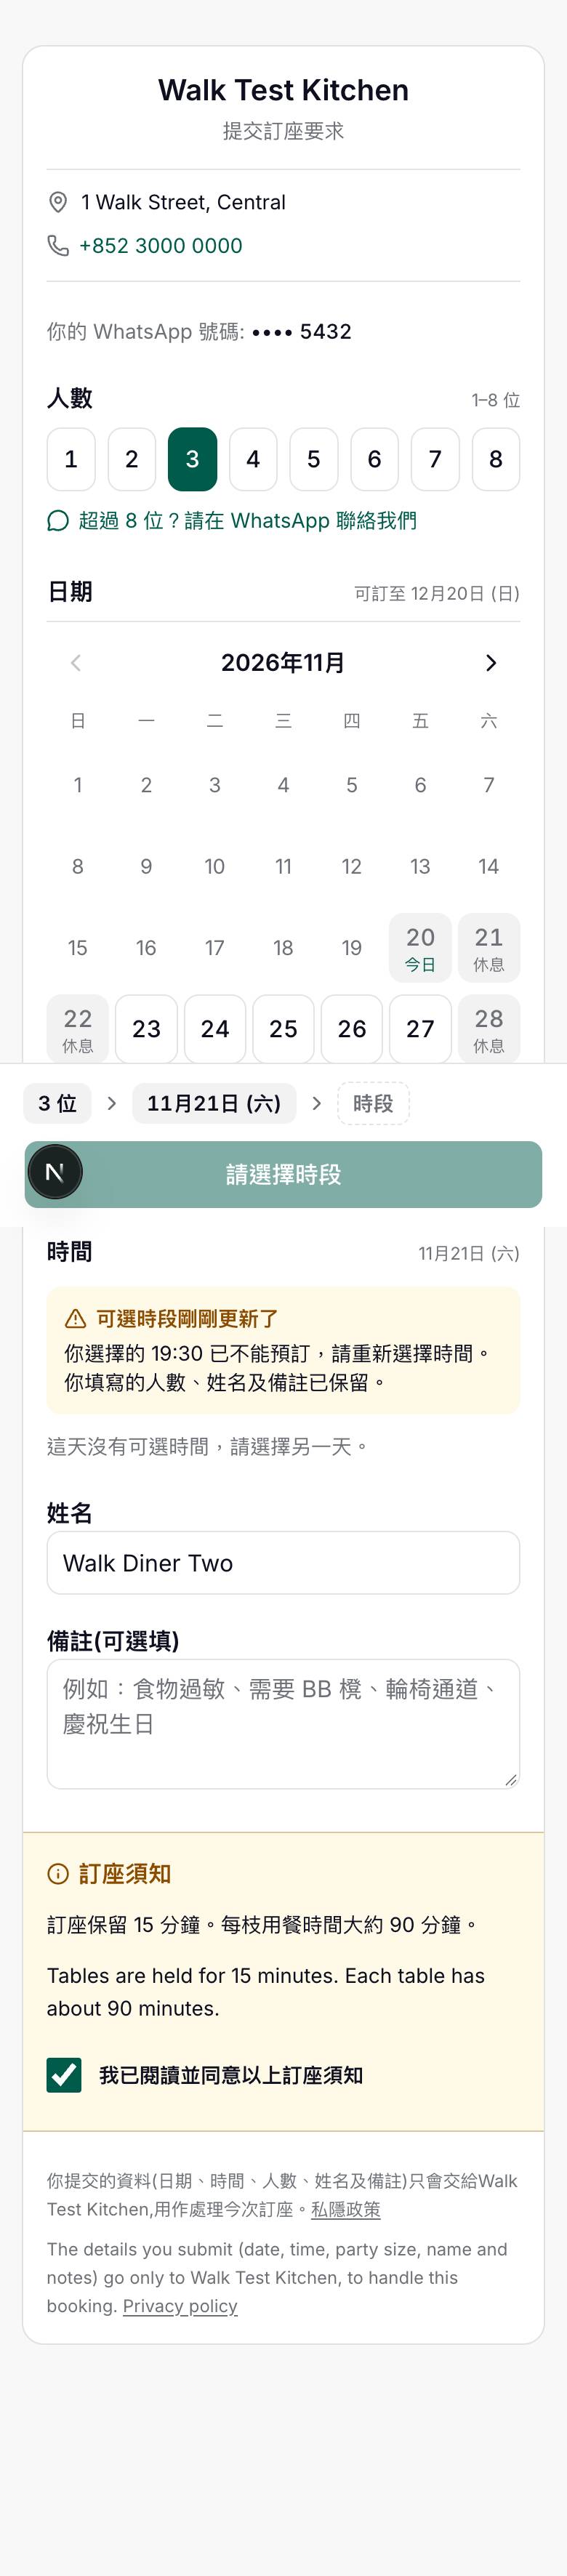 Walk Test Kitchen
提交訂座要求
1 Walk Street, Central
+852 3000 0000
你的 WhatsApp 號碼: •••• 5432
人數
1–8 位
1 2 3 4 5 6 7 8
超過 8 位？請在 WhatsApp 聯絡我們
日期
可訂至 12月20日 (日)
2026年11月
日 一 二 三 四 五 六
1 2 3 4 5 6 7
8 9 10 11 12 13 14
15 16 17 18 19 20 21
今日 休息
22 23 24 25 26 27 28
休息 休息
3 位 > 11月21日 (六) > 時段
N
請選擇時段
時間
11月21日 (六)
可選時段剛剛更新了
你選擇的 19:30 已不能預訂，請重新選擇時間。
你填寫的人數、姓名及備註已保留。
這天沒有可選時間，請選擇另一天。
姓名
Walk Diner Two
備註(可選填)
例如：食物過敏、需要 BB 櫈、輪椅通道、
慶祝生日
訂座須知
訂座保留 15 分鐘。每枝用餐時間大約 90 分鐘。
Tables are held for 15 minutes. Each table has
about 90 minutes.
我已閱讀並同意以上訂座須知
你提交的資料(日期、時間、人數、姓名及備註)只會交給Walk
Test Kitchen,用作處理今次訂座。私隱政策
The details you submit (date, time, party size, name and
notes) go only to Walk Test Kitchen, to handle this
booking. Privacy policy